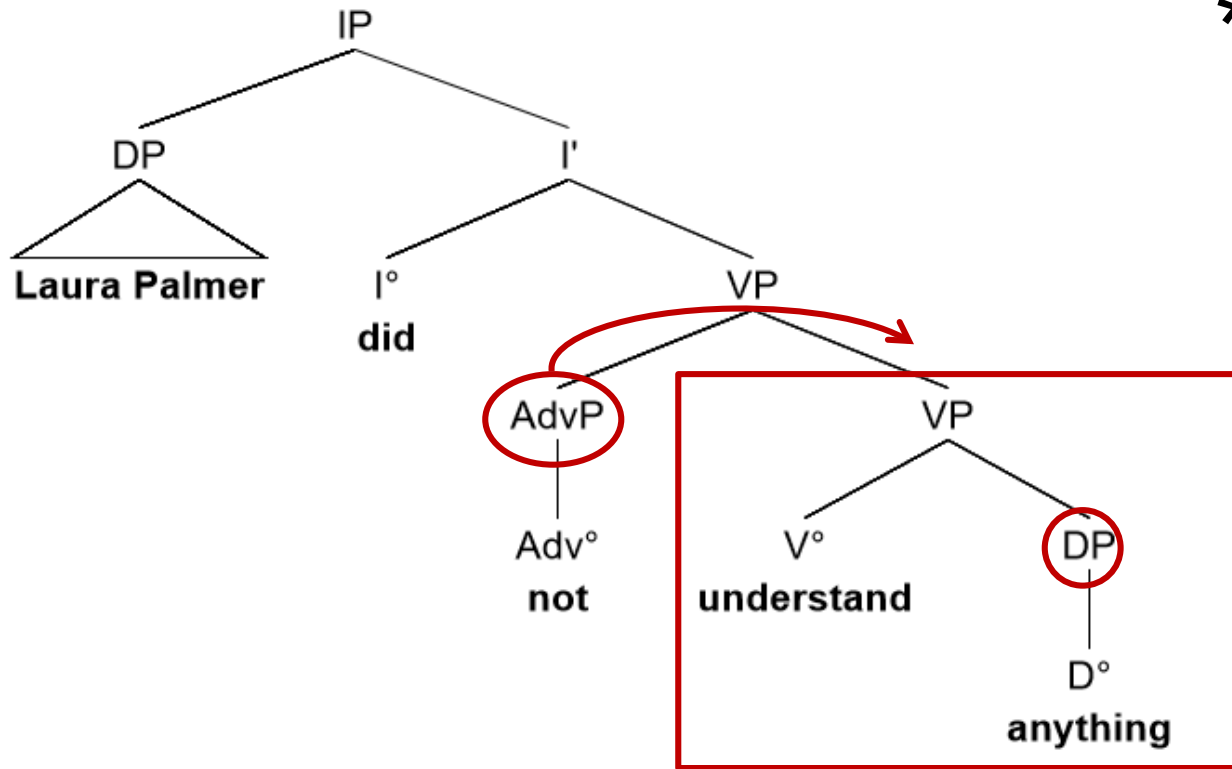 *
IP
DP I'
Laura Palmer I° VP
did
AdvP VP
Adv° V° DP
not understand
D°
anything